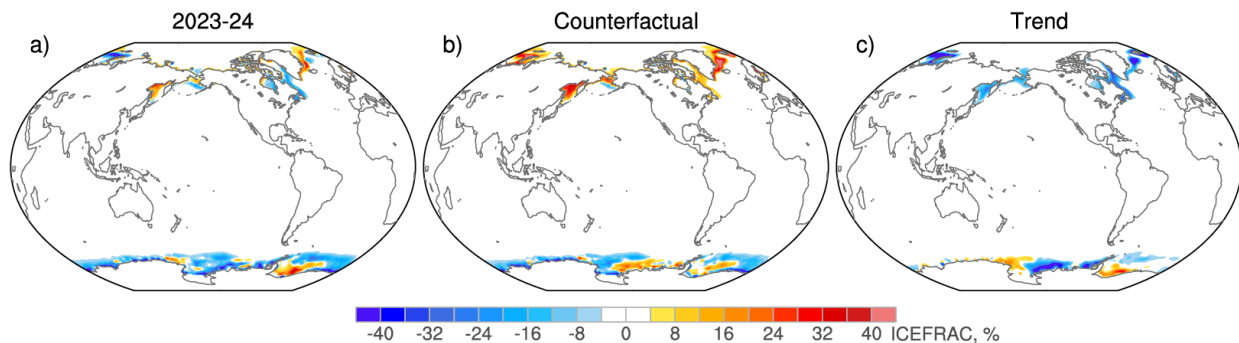 2023-24
Counterfactual
Trend
a)
b)
c)
-40 -32 -24 -16 -8 0 8 16 24 32 40 ICEFRAC, %